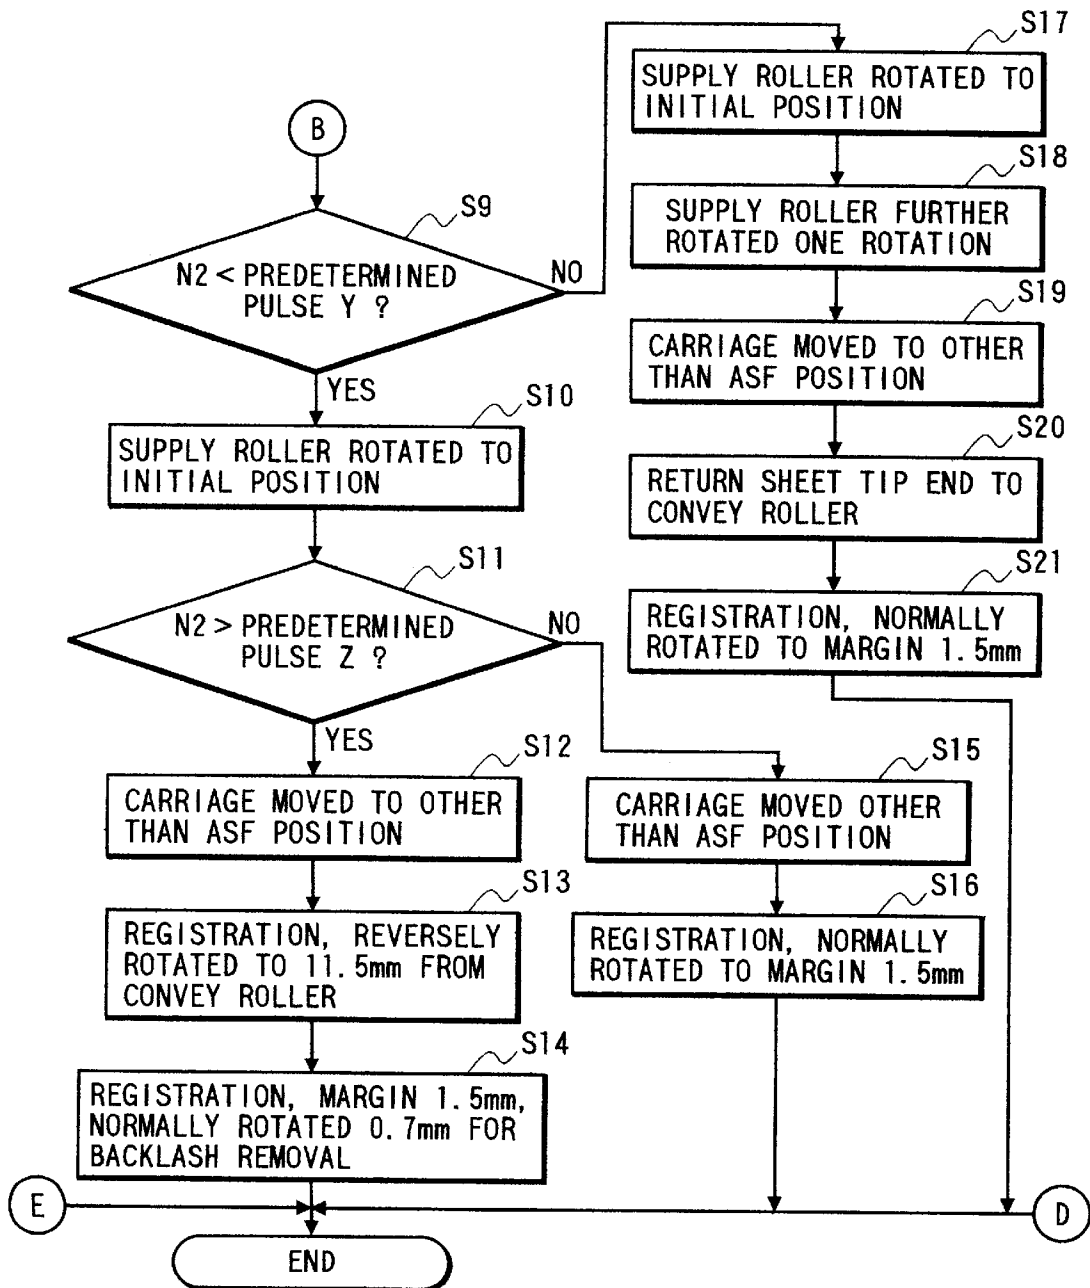 B
S9
N2 < PREDETERMINED
PULSE Y ?
NO
YES
S10
SUPPLY ROLLER ROTATED TO
INITIAL POSITION
S11
N2 > PREDETERMINED
PULSE Z ?
NO
YES
S12
CARRIAGE MOVED TO OTHER
THAN ASF POSITION
S13
REGISTRATION, REVERSELY
ROTATED TO 11.5mm FROM
CONVEY ROLLER
S14
REGISTRATION, MARGIN 1.5mm,
NORMALLY ROTATED 0.7mm FOR
BACKLASH REMOVAL
S15
CARRIAGE MOVED OTHER
THAN ASF POSITION
S16
REGISTRATION, NORMALLY
ROTATED TO MARGIN 1.5mm
S17
SUPPLY ROLLER ROTATED TO
INITIAL POSITION
S18
SUPPLY ROLLER FURTHER
ROTATED ONE ROTATION
S19
CARRIAGE MOVED TO OTHER
THAN ASF POSITION
S20
RETURN SHEET TIP END TO
CONVEY ROLLER
S21
REGISTRATION, NORMALLY
ROTATED TO MARGIN 1.5mm
E
D
END